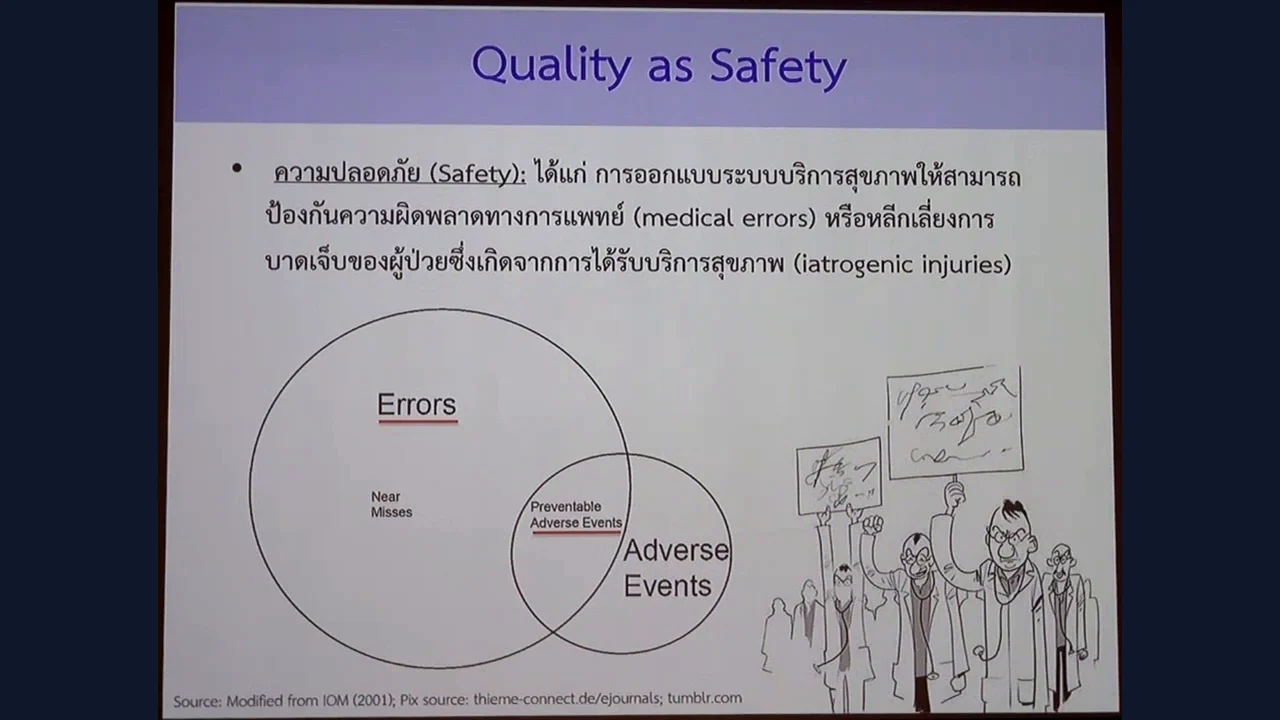 Quality as Safety
• ความปลอดภัย (Safety): ได้แก่ การออกแบบระบบบริการสุขภาพให้สามารถ
ป้องกันความผิดพลาดทางการแพทย์ (medical errors) หรือหลีกเลี่ยงการ
บาดเจ็บของผู้ป่วยซึ่งเกิดจากการได้รับบริการสุขภาพ (iatrogenic injuries)
Errors
Near
Misses
Preventable
Adverse Events
Adverse
Events
Source: Modified from IOM (2001); Pix source: thieme-connect.de/ejournals; tumblr.com